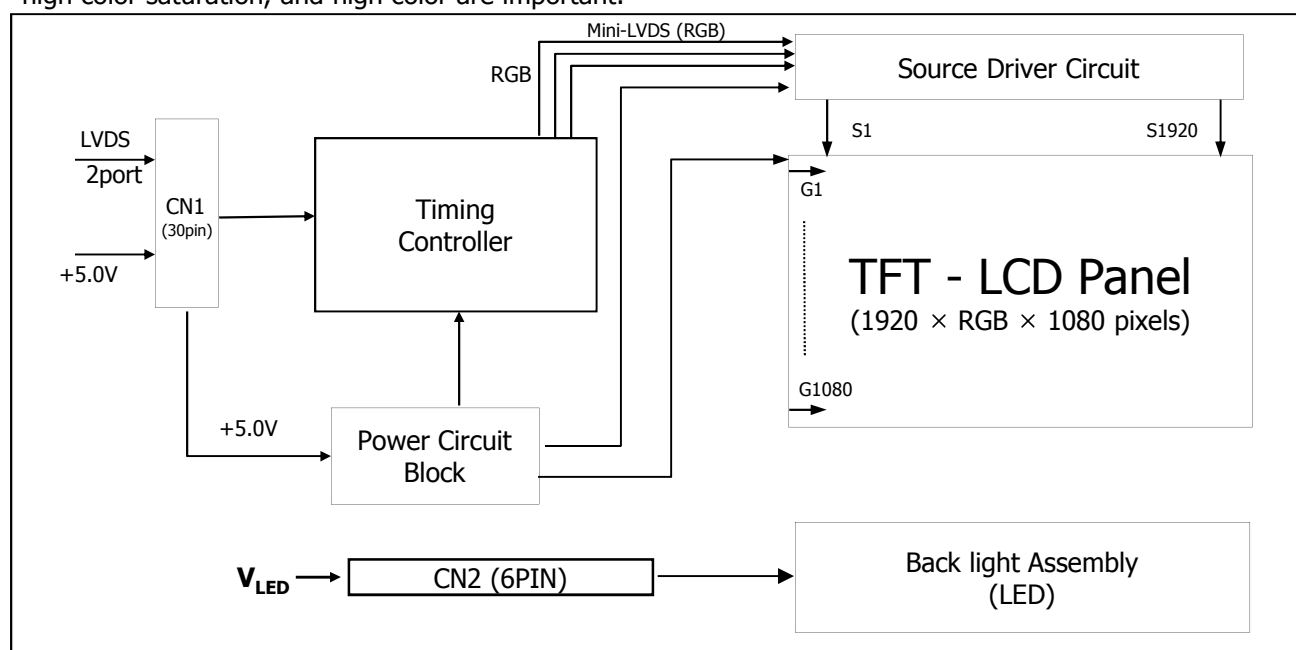 high color saturation, and high color are important.
Mini-LVDS (RGB)
RGB
Source Driver Circuit
S1
S1920
LVDS
2port
CN1
(30pin)
+5.0V
Timing
Controller
G1
TFT - LCD Panel
(1920 × RGB × 1080 pixels)
G1080
+5.0V
Power Circuit
Block
VLED
CN2 (6PIN)
Back light Assembly
(LED)